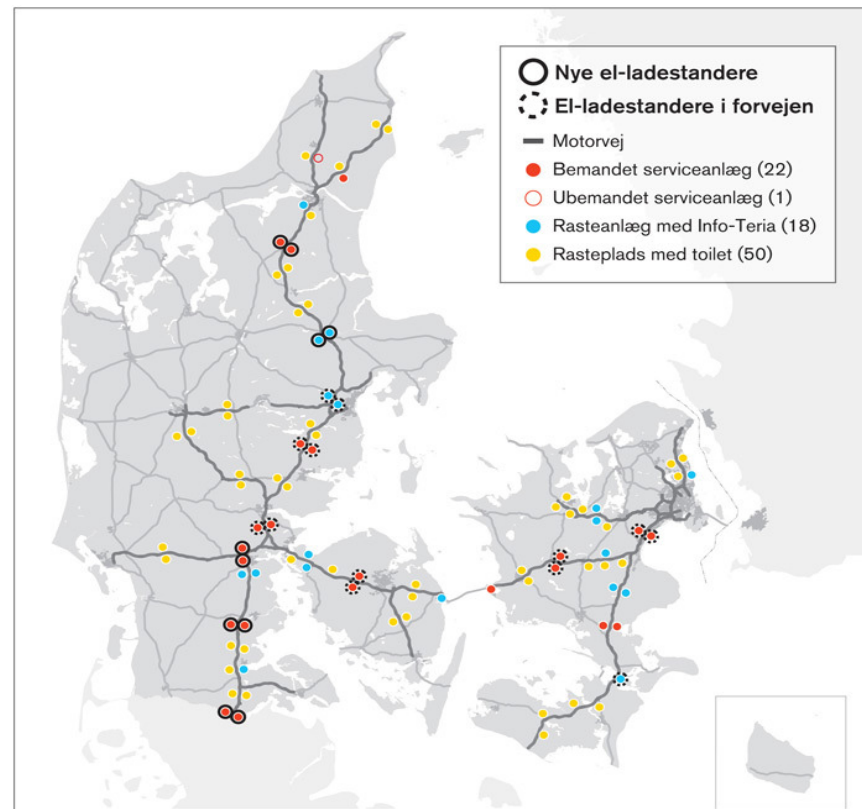 Nye el-ladestandere
El-ladestandere i forvejen
Motorvej
Bemandet serviceanlæg (22)
Ubemandet serviceanlæg (1)
Rasteanlæg med Info-Teria (18)
Rasteplads med toilet (50)